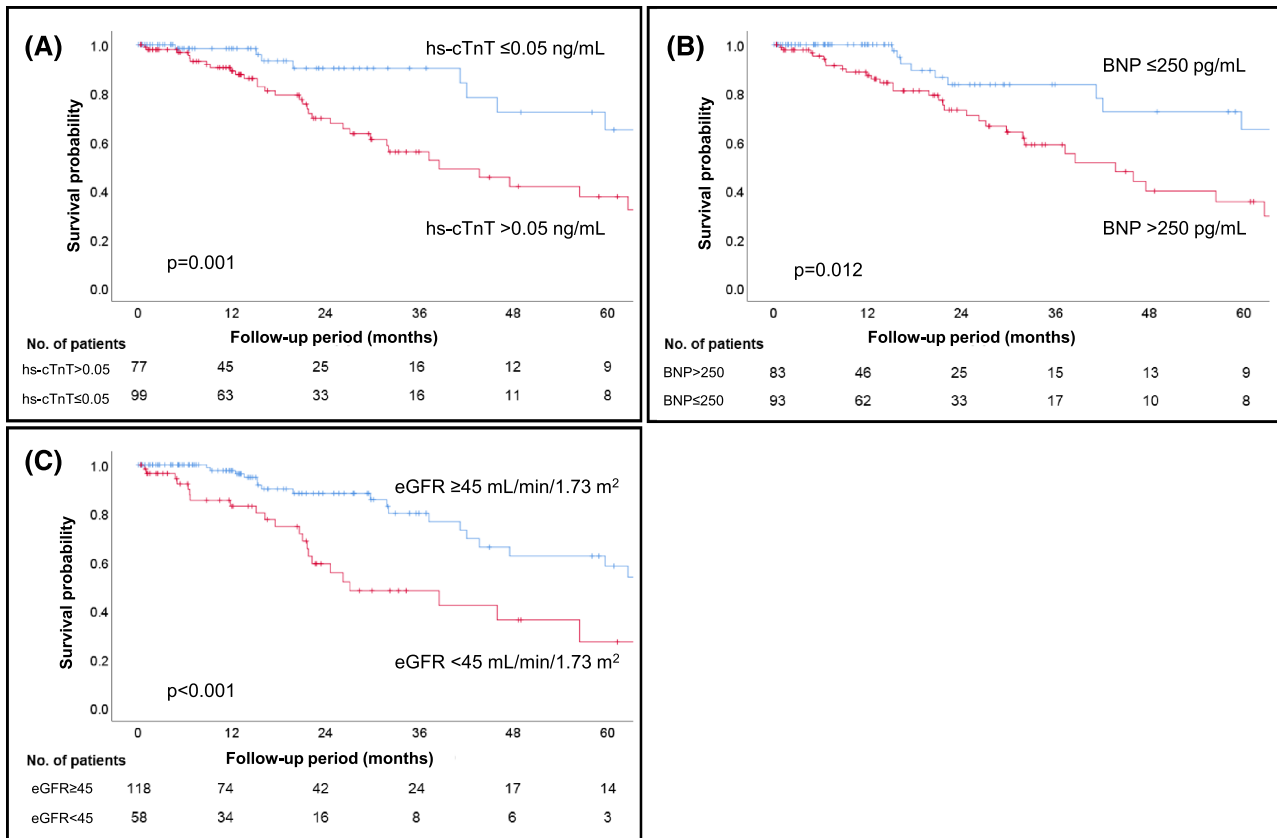 (A)
hs-cTnT ≤0.05 ng/mL
hs-cTnT >0.05 ng/mL
p=0.001
Survival probability
1.0
0.8
0.6
0.4
0.2
0.0
0 12 24 36 48 60
Follow-up period (months)
No. of patients
hs-cTnT>0.05 77 45 25 16 12 9
hs-cTnT≤0.05 99 63 33 16 11 8
(B)
BNP ≤250 pg/mL
BNP >250 pg/mL
p=0.012
Survival probability
1.0
0.8
0.6
0.4
0.2
0.0
0 12 24 36 48 60
Follow-up period (months)
No. of patients
BNP>250 83 46 25 15 13 9
BNP≤250 93 62 33 17 10 8
(C)
eGFR ≥45 mL/min/1.73 m²
eGFR <45 mL/min/1.73 m²
p<0.001
Survival probability
1.0
0.8
0.6
0.4
0.2
0.0
0 12 24 36 48 60
Follow-up period (months)
No. of patients
eGFR≥45 118 74 42 24 17 14
eGFR<45 58 34 16 8 6 3